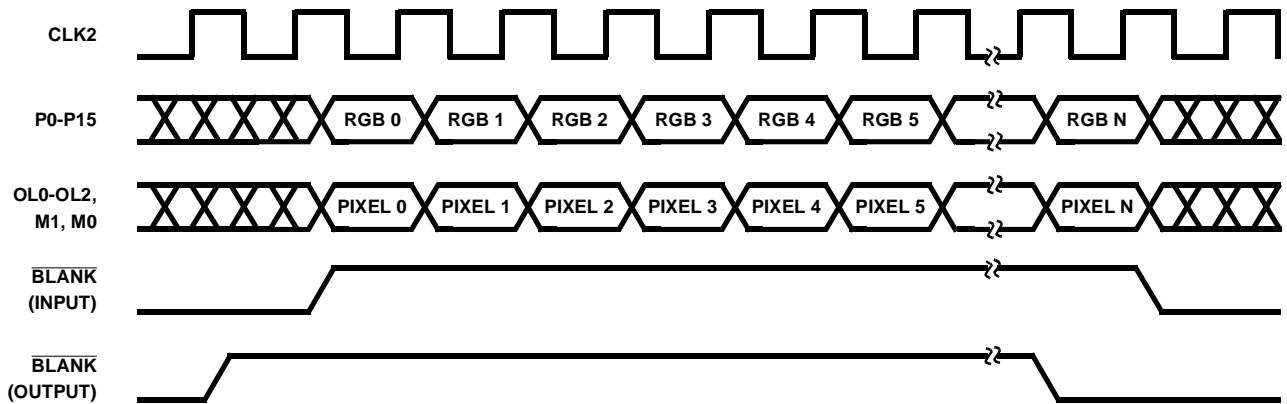 CLK2
P0-P15
RGB 0 RGB 1 RGB 2 RGB 3 RGB 4 RGB 5 RGB N
OL0-OL2,
M1, M0
PIXEL 0 PIXEL 1 PIXEL 2 PIXEL 3 PIXEL 4 PIXEL 5 PIXEL N
BLANK
(INPUT)
BLANK
(OUTPUT)